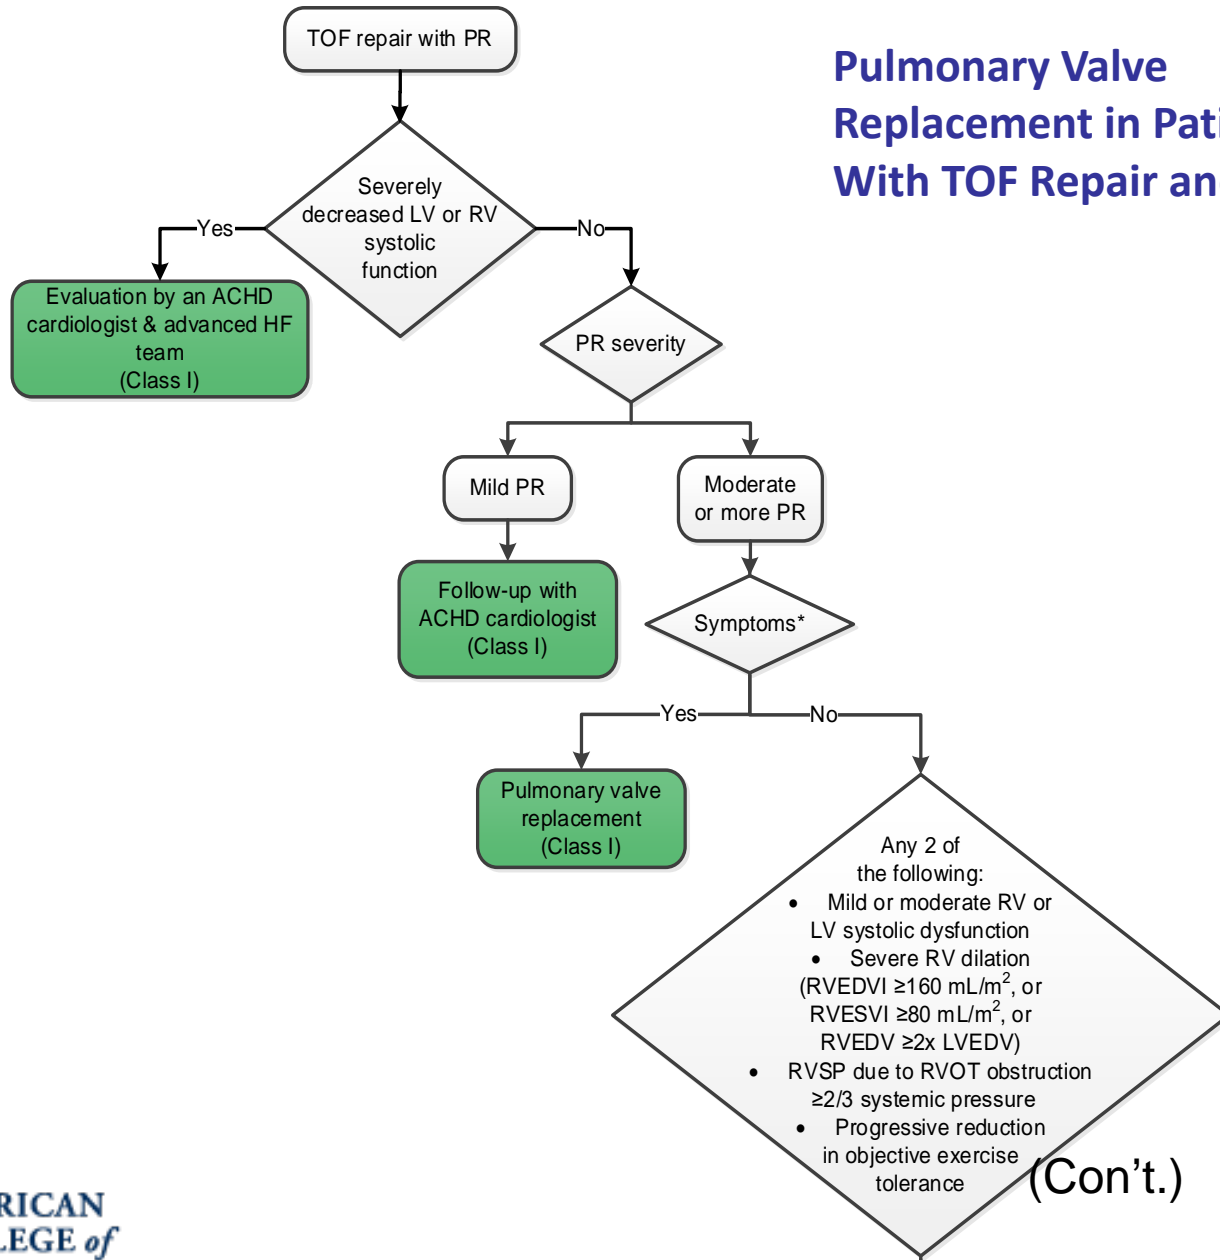 TOF repair with PR
Pulmonary Valve
Replacement in Pati
With TOF Repair an
Severely
decreased LV or RV
systolic
function
Yes
No
Evaluation by an ACHD
cardiologist & advanced HF
team
(Class I)
PR severity
Mild PR
Moderate
or more PR
Follow-up with
ACHD cardiologist
(Class I)
Symptoms*
Yes
No
Pulmonary valve
replacement
(Class I)
Any 2 of
the following:
• Mild or moderate RV or
LV systolic dysfunction
• Severe RV dilation
(RVEDVI ≥160 mL/m², or
RVESVI ≥80 mL/m², or
RVEDV ≥2x LVEDV)
• RVSP due to RVOT obstruction
≥2/3 systemic pressure
• Progressive reduction
in objective exercise
tolerance
(Con't.)
RICAN
LEGE of